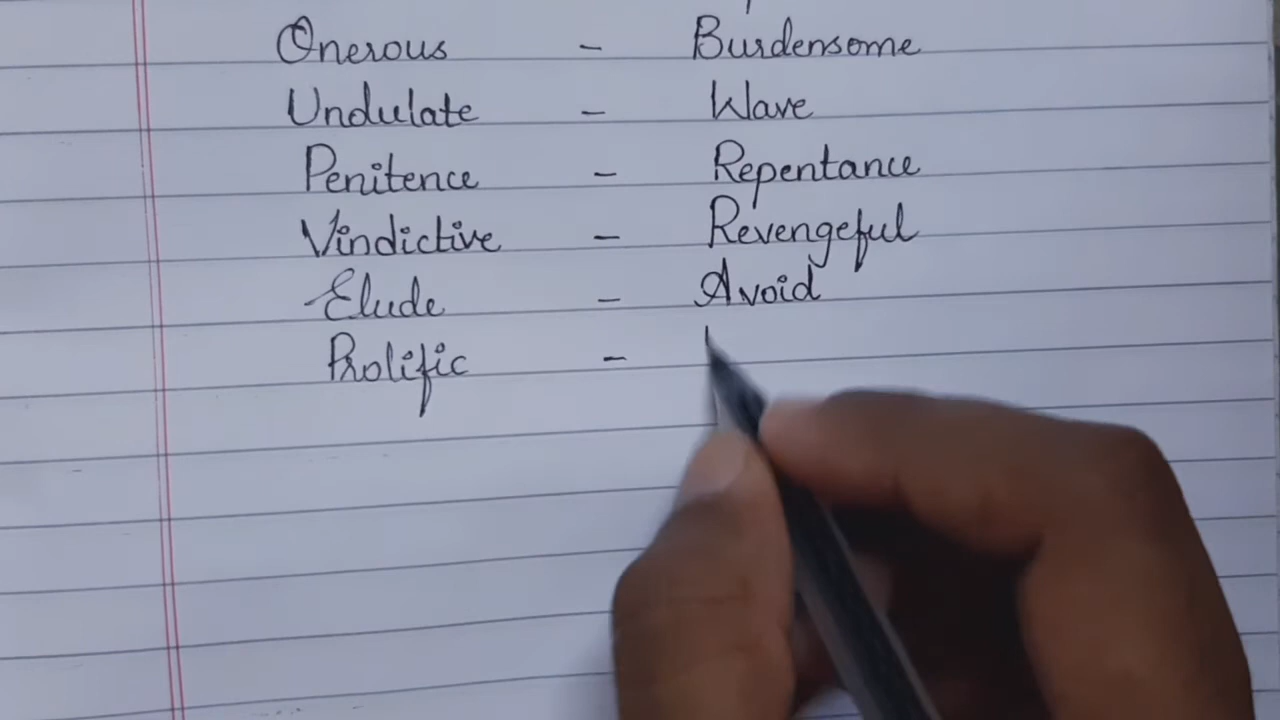 Onerous - Burdensome
Undulate - Wave
Penitence - Repentance
Vindictive - Revengeful
Elude - Avoid
Prolific -